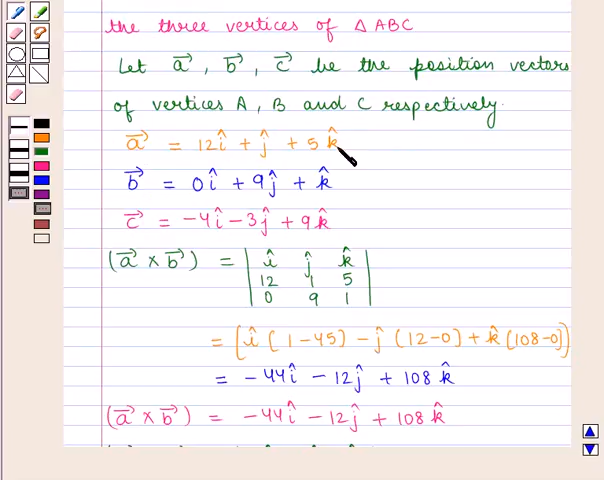 the three vertices of △ ABC
Let a⃗ , b⃗ , c⃗ be the position vectors
of vertices A , B and C respectively.
a⃗ = 12î + ĵ + 5 k̂
b⃗ = 0î + 9ĵ + k̂
c⃗ = -4î - 3ĵ + 9k̂
(a⃗ × b⃗) = | î ĵ k̂ |
12 1 5
0 9 1
= [î (1-45) - ĵ (12-0) + k̂ (108-0)]
= -44î - 12ĵ + 108 k̂
(a⃗ × b⃗) = -44î - 12ĵ + 108 k̂